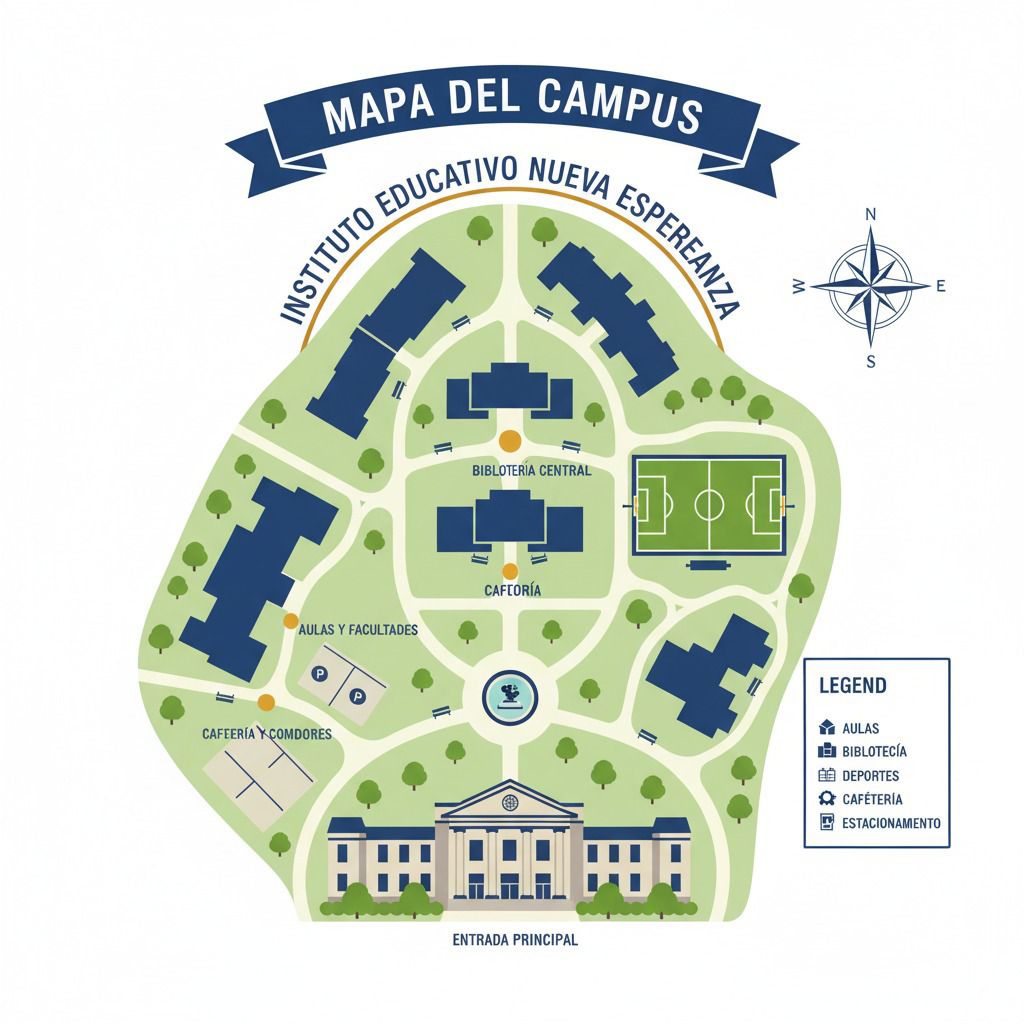 MAPA DEL CAMPUS
INSTITUTO EDUCATIVO NUEVA ESPEREANZA
N
W
E
S
BIBLOTERÍA CENTRAL
CAFTORÍA
AULAS Y FACULTADES
P
P
CAFTERÍA Y COMDORES
LEGEND
AULAS
BIBLOTECÍA
DEPORTES
CAFÉTERÍA
ESTACIONAMENTO
ENTRADA PRINCIPAL